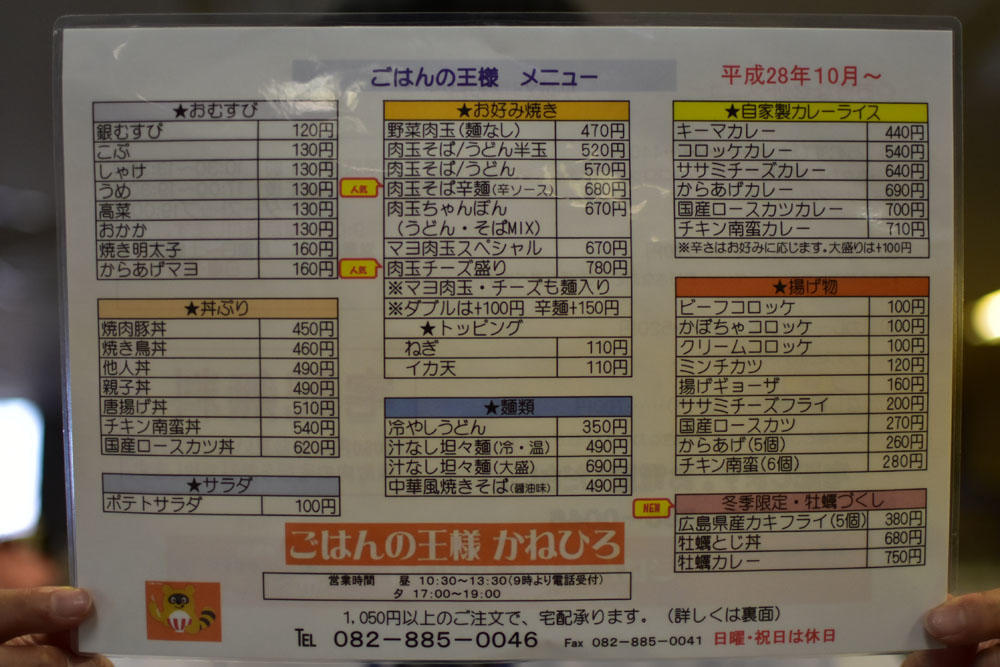 ごはんの王様 メニュー
平成28年10月～
★おむすび
銀むすび 120円
こぶ 130円
しゃけ 130円
うめ 130円
高菜 130円
おかか 130円
焼き明太子 160円
からあげマヨ 160円
★丼ぶり
焼肉豚丼 450円
焼き鳥丼 460円
他人丼 490円
親子丼 490円
唐揚げ丼 510円
チキン南蛮丼 540円
国産ロースカツ丼 620円
★サラダ
ポテトサラダ 100円
★お好み焼き
野菜肉玉(麺なし) 470円
肉玉そば/うどん半玉 520円
肉玉そば/うどん 570円
人気 肉玉そば辛麺(辛ソース) 680円
肉玉ちゃんぽん 670円
(うどん・そばMIX)
マヨ肉玉スペシャル 670円
人気 肉玉チーズ盛り 780円
※マヨ肉玉・チーズも麺入り
※ダブルは+100円 辛麺+150円
★トッピング
ねぎ 110円
イカ天 110円
★麺類
冷やしうどん 350円
汁なし坦々麺(冷・温) 490円
汁なし坦々麺(大盛) 690円
中華風焼きそば(醤油味) 490円
★自家製カレーライス
キーマカレー 440円
コロッケカレー 540円
ササミチーズカレー 640円
からあげカレー 690円
国産ロースカツカレー 700円
チキン南蛮カレー 710円
※辛さはお好みに応じます。大盛りは+100円
★揚げ物
ビーフコロッケ 100円
かぼちゃコロッケ 100円
クリームコロッケ 100円
ミンチカツ 120円
揚げギョーザ 160円
ササミチーズフライ 200円
国産ロースカツ 270円
からあげ(5個) 260円
チキン南蛮(6個) 280円
NEW 冬季限定・牡蠣づくし
広島県産カキフライ(5個) 380円
牡蠣とじ丼 680円
牡蠣カレー 750円
ごはんの王様 かねひろ
営業時間 昼 10:30～13:30(9時より電話受付)
夕 17:00～19:00
1,050円以上のご注文で、宅配承ります。 (詳しくは裏面)
TEL 082-885-0046 Fax 082-885-0041 日曜・祝日は休日